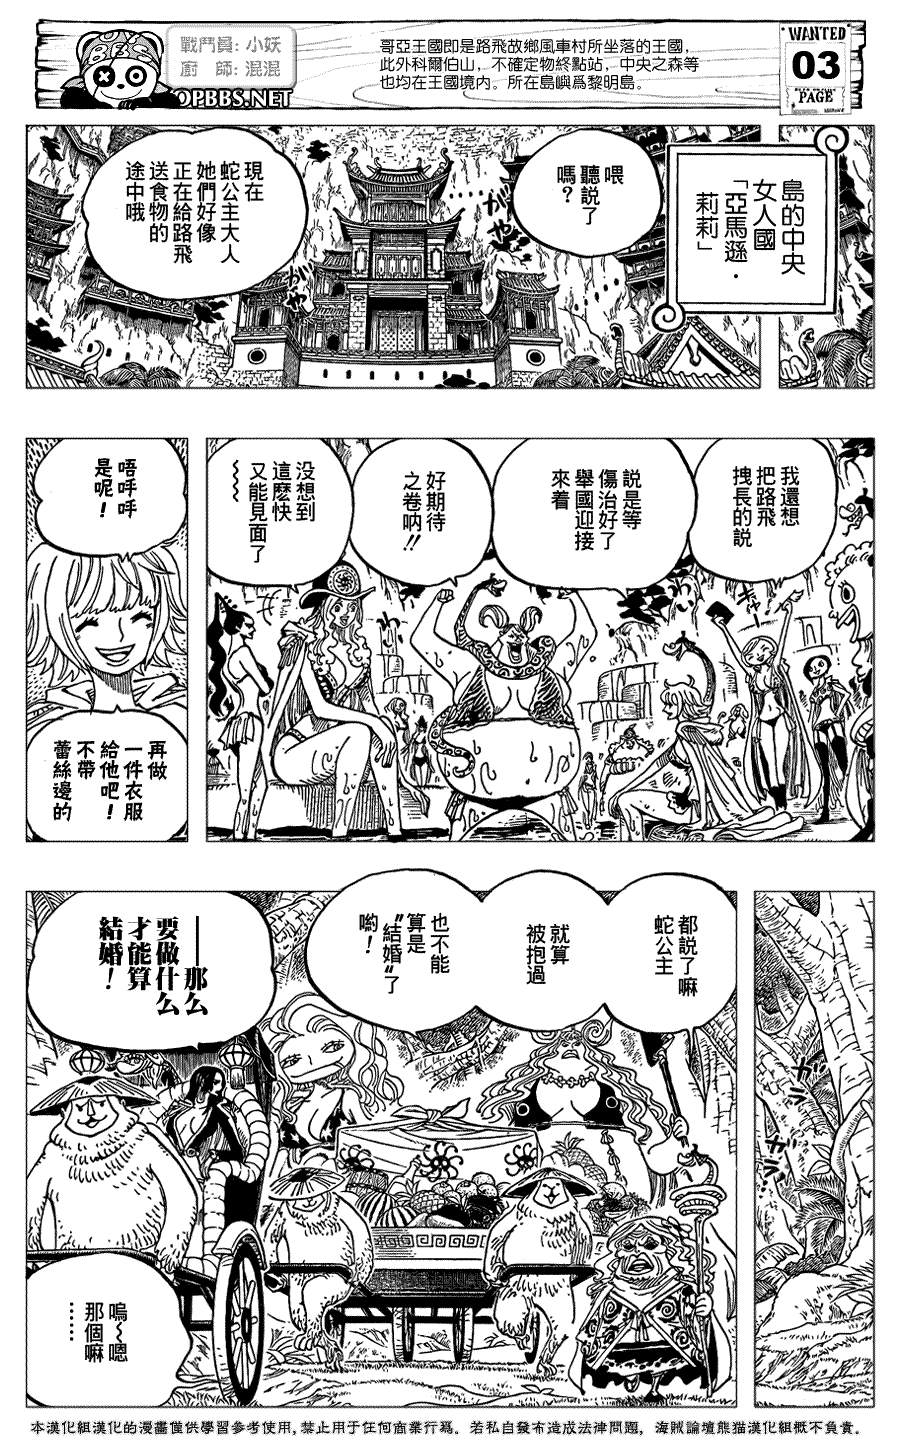 戰鬥員: 小妖
廚　師: 混混
OPBBS.NET
哥亞王國即是路飛故鄉風車村所坐落的王國，
此外科爾伯山，不確定物終點站，中央之森等
也均在王國境內。所在島嶼爲黎明島。
WANTED
03
PAGE
島的中央
女人國
「亞馬遜・
莉莉」
喂
聽説了
嗎？
現在
蛇公主大人
她們好像
正在給路飛
送食物的
途中哦
ガヤ
ガヤ
我還想
把路飛
拽長的説
説是等
傷治好了
舉國迎接
來着
好期待
之卷呐!!
没想到
這麽快
又能見面了
～～
唔呼呼
是呢！
再做
一件衣服
給他吧！
不帶
蕾絲邊的
都説了嘛
蛇公主
就算
被抱過
也不能
算是
"結婚"了
喲！
——那么
要做什么
才能算
結婚！
嗚～嗯
那個嘛
……
本漢化組漢化的漫畫僅供學習參考使用，禁止用于任何商業行爲。若私自發布造成法律問題，海賊論壇熊猫漢化組概不負責。